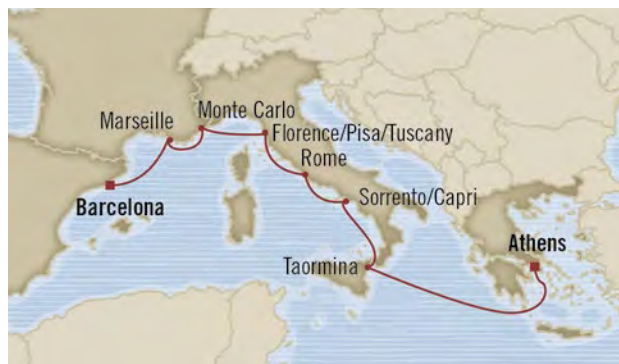 Monte Carlo
Marseille
Florence/Pisa/Tuscany
Rome
Sorrento/Capri
Barcelona
Athens
Taormina